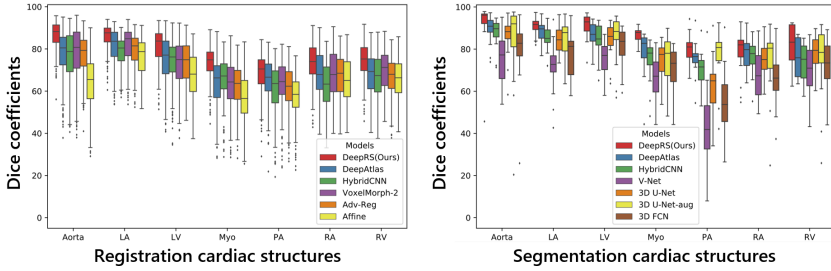 Dice coefficients
100
80
60
40
20
0
Models
DeepRS(Ours)
DeepAtlas
HybridCNN
VoxelMorph-2
Adv-Reg
Affine
Aorta LA LV Myo PA RA RV
Registration cardiac structures
Dice coefficients
100
80
60
40
20
0
Models
DeepRS(Ours)
DeepAtlas
HybridCNN
V-Net
3D U-Net
3D U-Net-aug
3D FCN
Aorta LA LV Myo PA RA RV
Segmentation cardiac structures